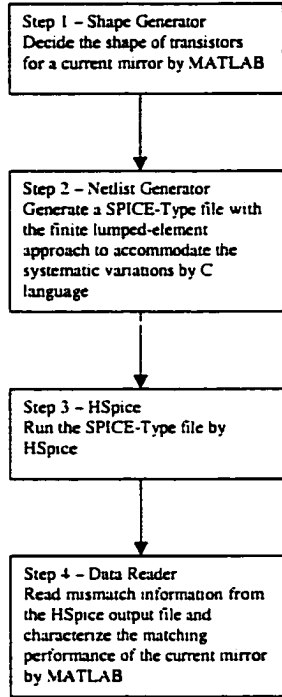 Step 1 – Shape Generator
Decide the shape of transistors
for a current mirror by MATLAB
Step 2 – Netlist Generator
Generate a SPICE-Type file with
the finite lumped-element
approach to accommodate the
systematic variations by C
language
Step 3 – HSpice
Run the SPICE-Type file by
HSpice
Step 4 – Data Reader
Read mismatch information from
the HSpice output file and
characterize the matching
performance of the current mirror
by MATLAB